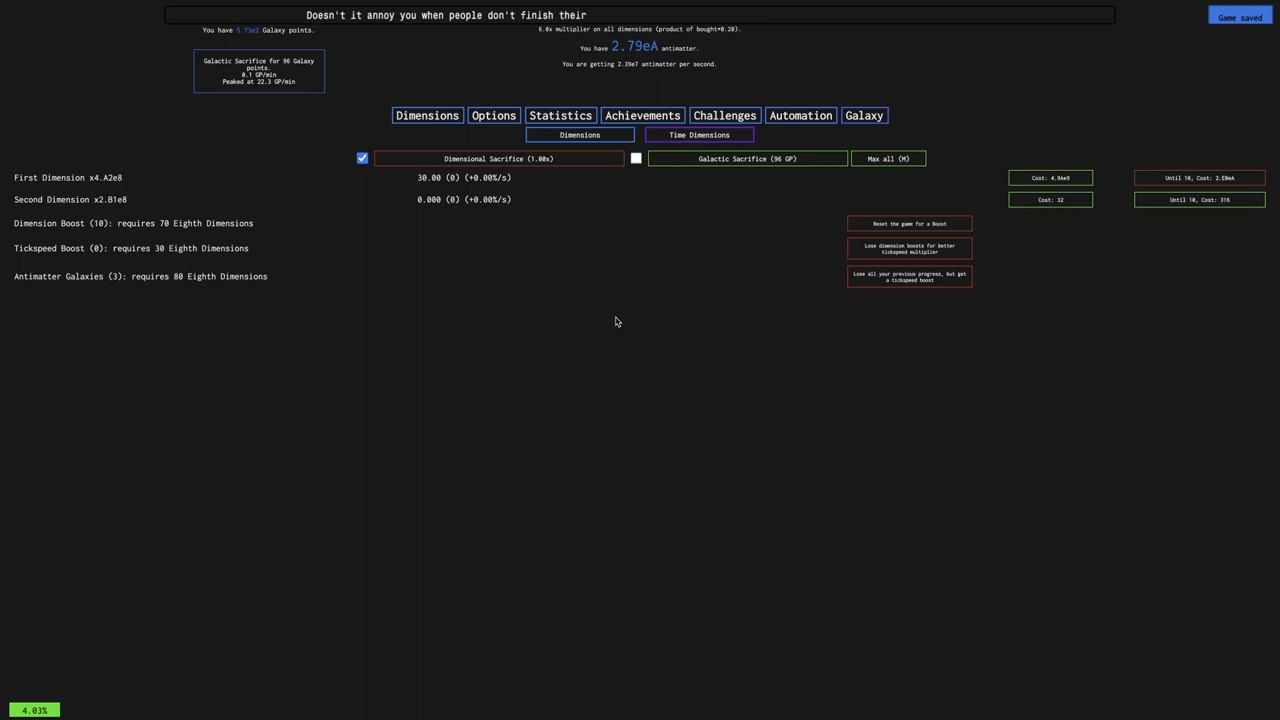 Doesn't it annoy you when people don't finish their
Game saved
You have 5.73e2 Galaxy points.
6.0x multiplier on all dimensions (product of bought*0.20).
You have 2.79eA antimatter.
Galactic Sacrifice for 96 Galaxy
points.
0.1 GP/min
Peaked at 22.3 GP/min
You are getting 2.39e7 antimatter per second.
Dimensions Options Statistics Achievements Challenges Automation Galaxy
Dimensions Time Dimensions
Dimensional Sacrifice (1.00x) Galactic Sacrifice (96 GP) Max all (M)
First Dimension x4.A2e8 30.00 (0) (+0.00%/s) Cost: 4.9Ae9 Until 10, Cost: 2.E0eA
Second Dimension x2.B1e8 0.000 (0) (+0.00%/s) Cost: 32 Until 10, Cost: 316
Dimension Boost (10): requires 70 Eighth Dimensions Reset the game for a Boost
Tickspeed Boost (0): requires 30 Eighth Dimensions Lose dimension boosts for better
tickspeed multiplier
Antimatter Galaxies (3): requires 80 Eighth Dimensions Lose all your previous progress, but get
a tickspeed boost
4.03%